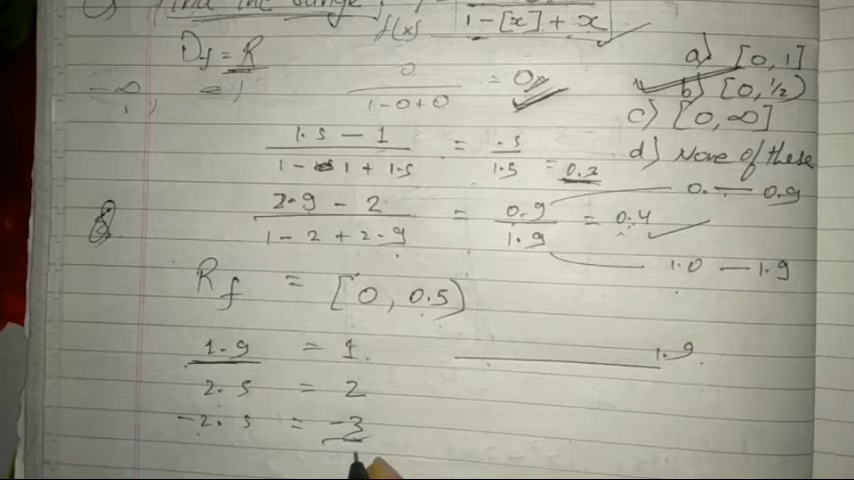 Find the range
f(x) 1-[x]+x
Df = R
a) [0,1]
0/(1-0+0) = 0
b) [0,1/2)
-∞,
c) [0,∞]
(1.5-1)/(1-1+1.5) = .5/1.5 = 0.3
d) None of these
(2.9-2)/(1-2+2.9) = 0.9/1.9 = 0.4
0. — 0.9
1.0 — 1.9
Rf = [0, 0.5)
1.9 = 1. 1.9.
2.5 = 2
-2.5 = -3